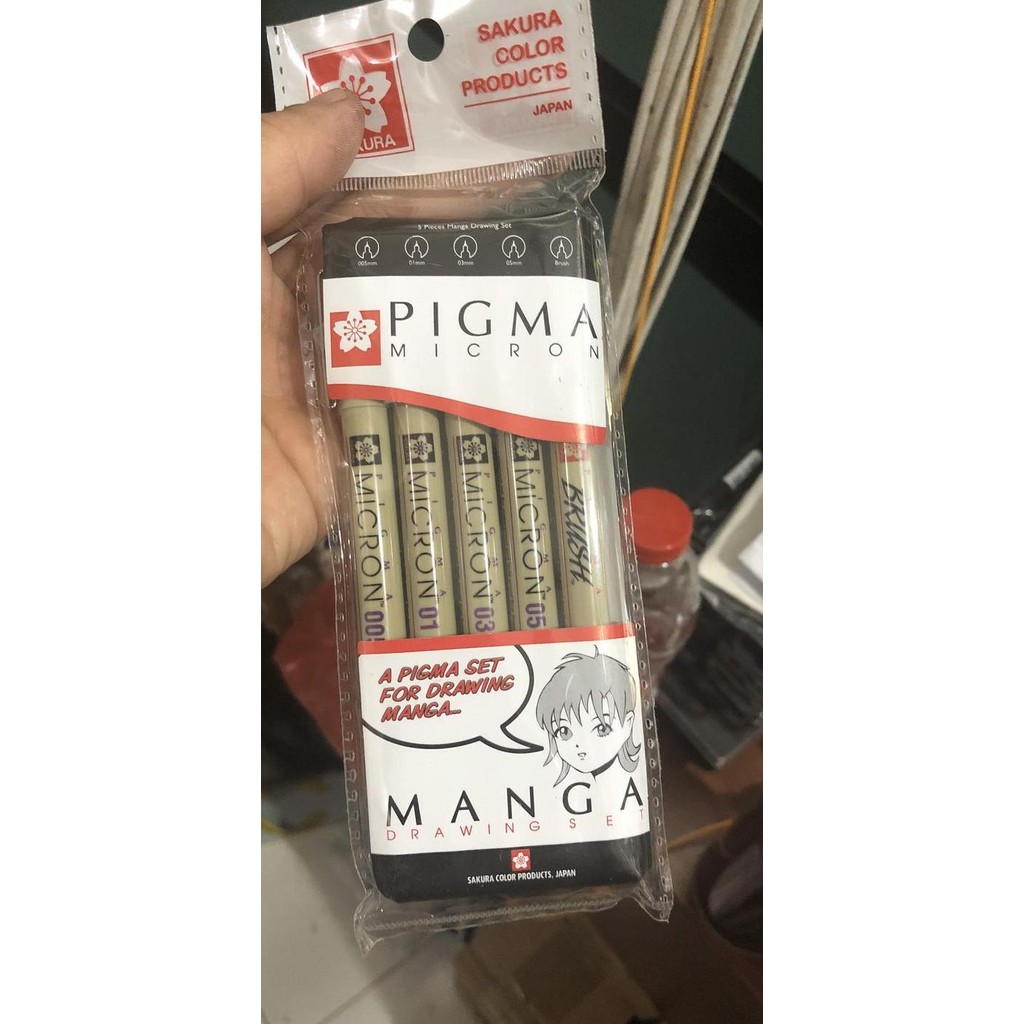 SAKURA
COLOR
PRODUCTS
JAPAN
5 Pieces Manga Drawing Set
005mm 01mm 03mm 05mm Brush
PIGMA
MICRON
MICRON
MICRON 01
MICRON 03
MICRON 05
BRUSH
A PIGMA SET
FOR DRAWING
MANGA...
MANGA
DRAWING SET
SAKURA COLOR PRODUCTS, JAPAN